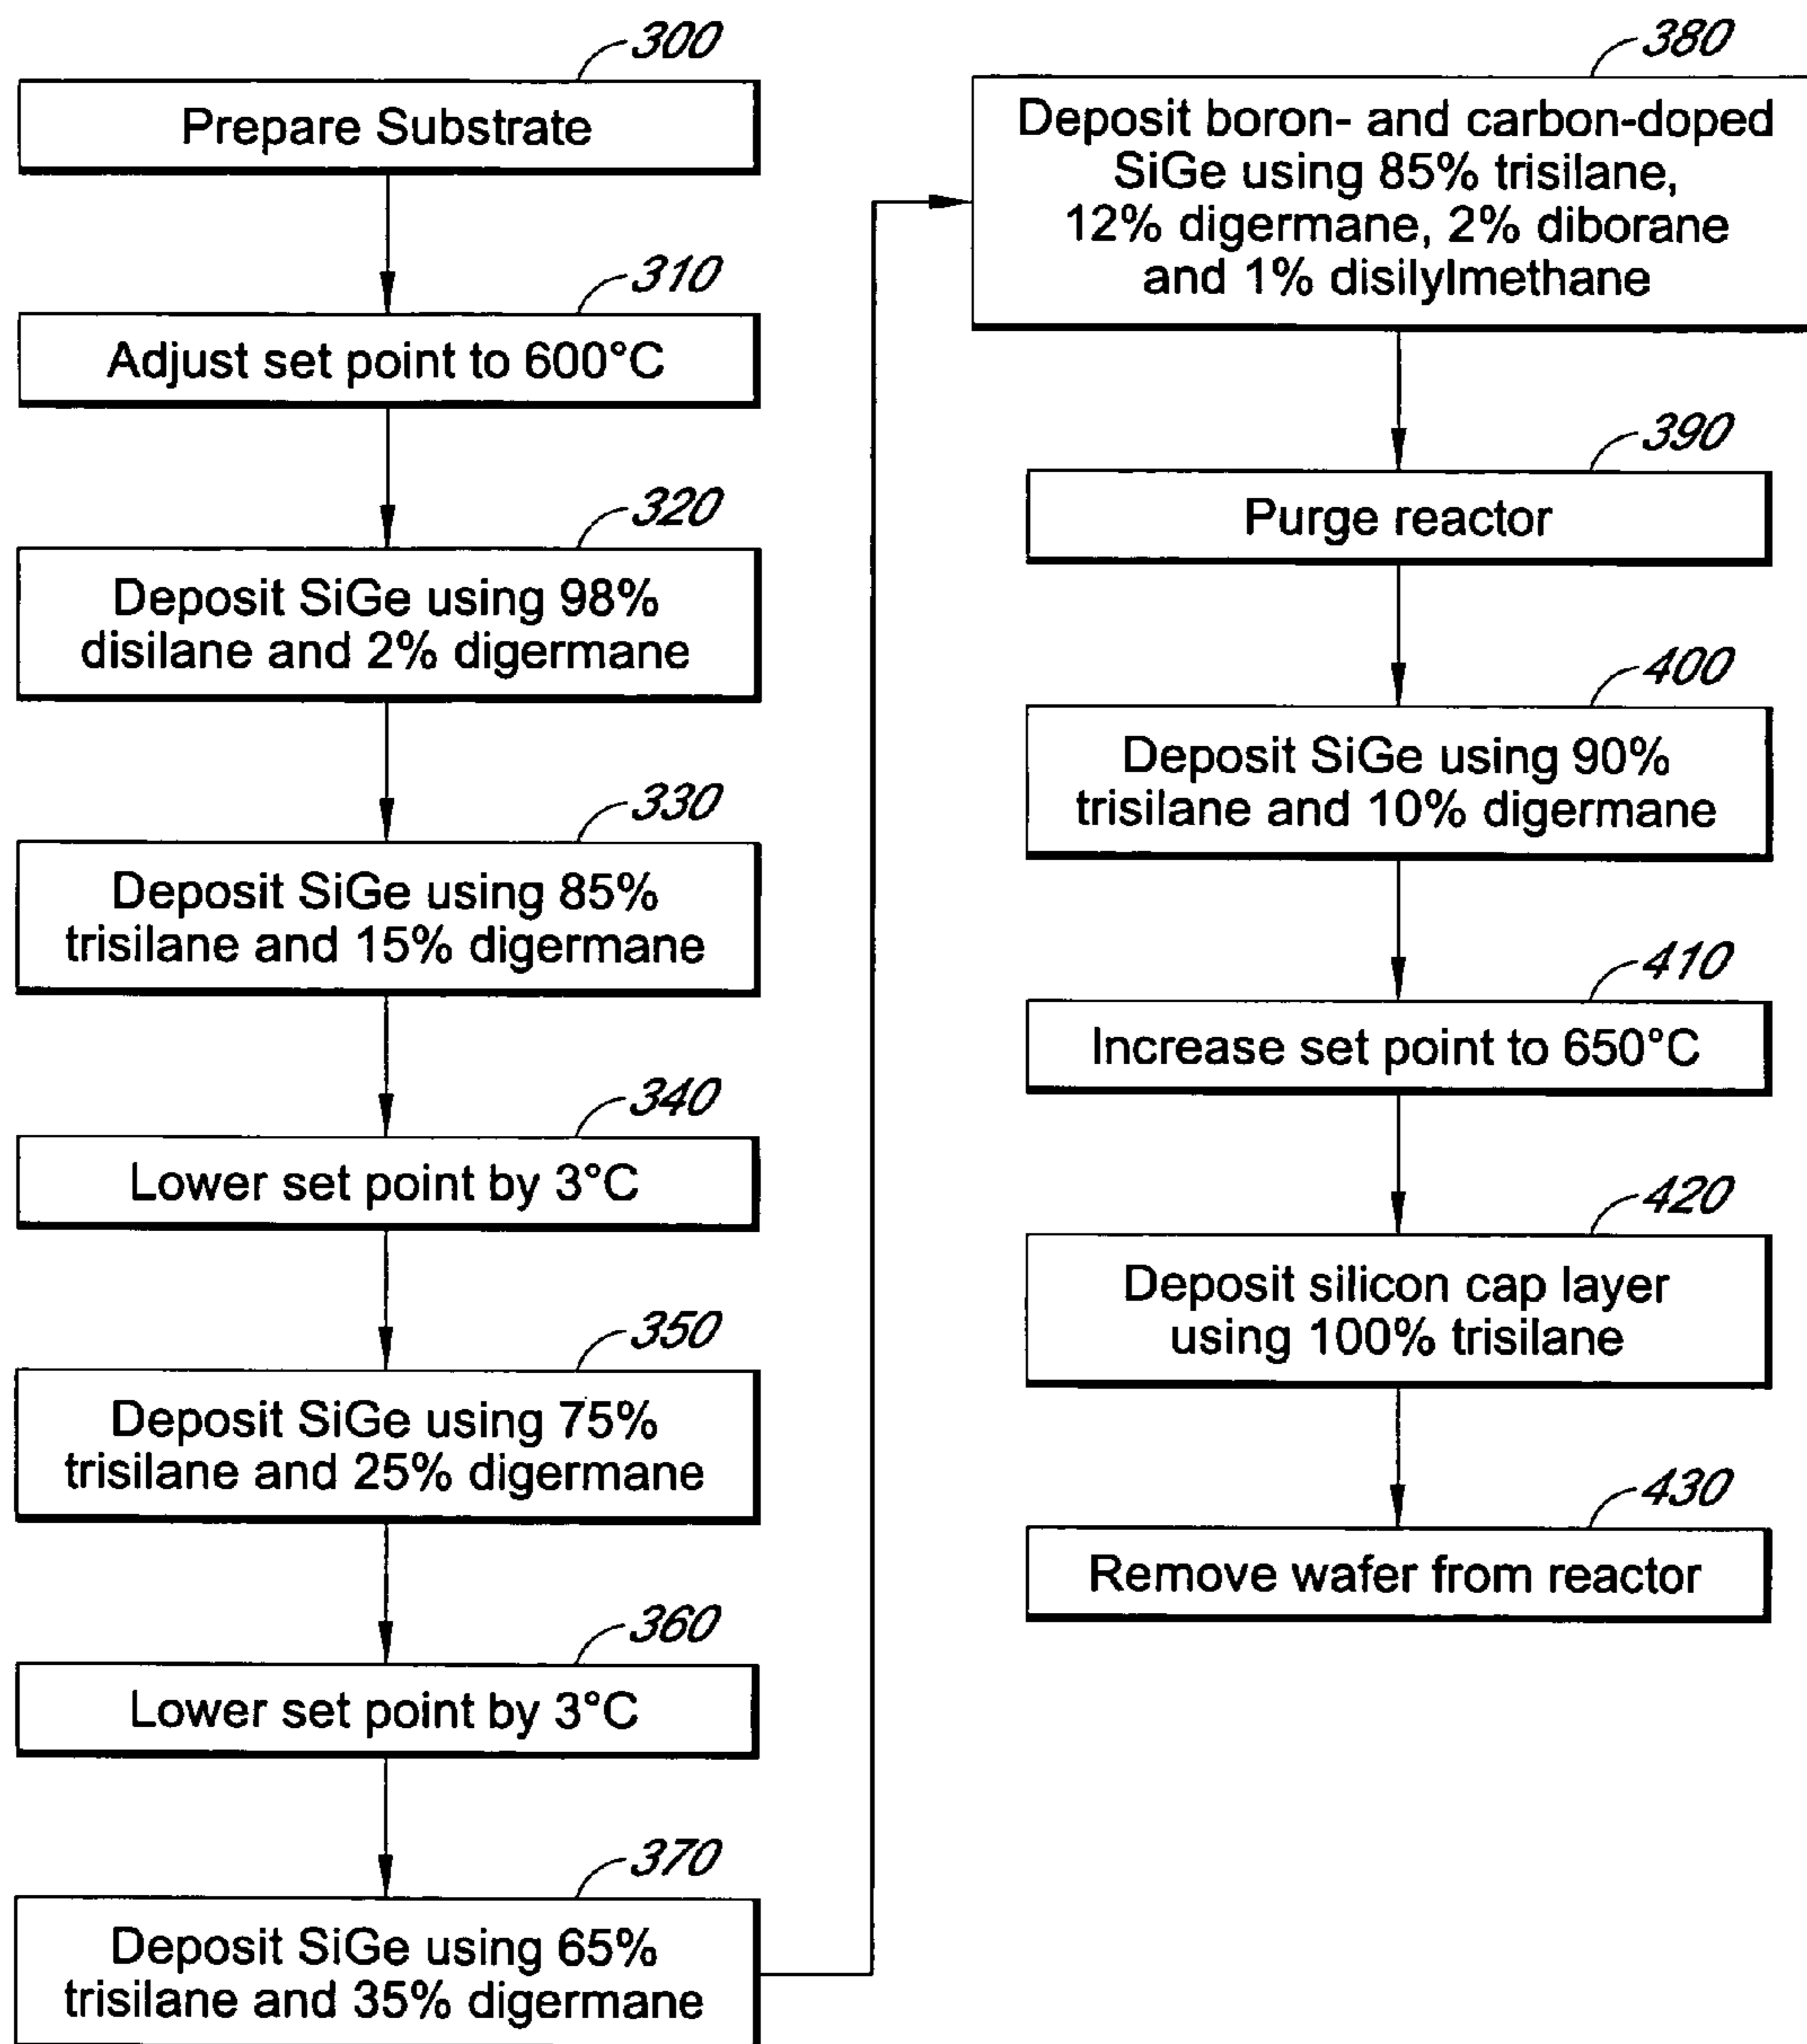 300
Prepare Substrate
310
Adjust set point to 600°C
320
Deposit SiGe using 98%
disilane and 2% digermane
330
Deposit SiGe using 85%
trisilane and 15% digermane
340
Lower set point by 3°C
350
Deposit SiGe using 75%
trisilane and 25% digermane
360
Lower set point by 3°C
370
Deposit SiGe using 65%
trisilane and 35% digermane
380
Deposit boron- and carbon-doped
SiGe using 85% trisilane,
12% digermane, 2% diborane
and 1% disilylmethane
390
Purge reactor
400
Deposit SiGe using 90%
trisilane and 10% digermane
410
Increase set point to 650°C
420
Deposit silicon cap layer
using 100% trisilane
430
Remove wafer from reactor